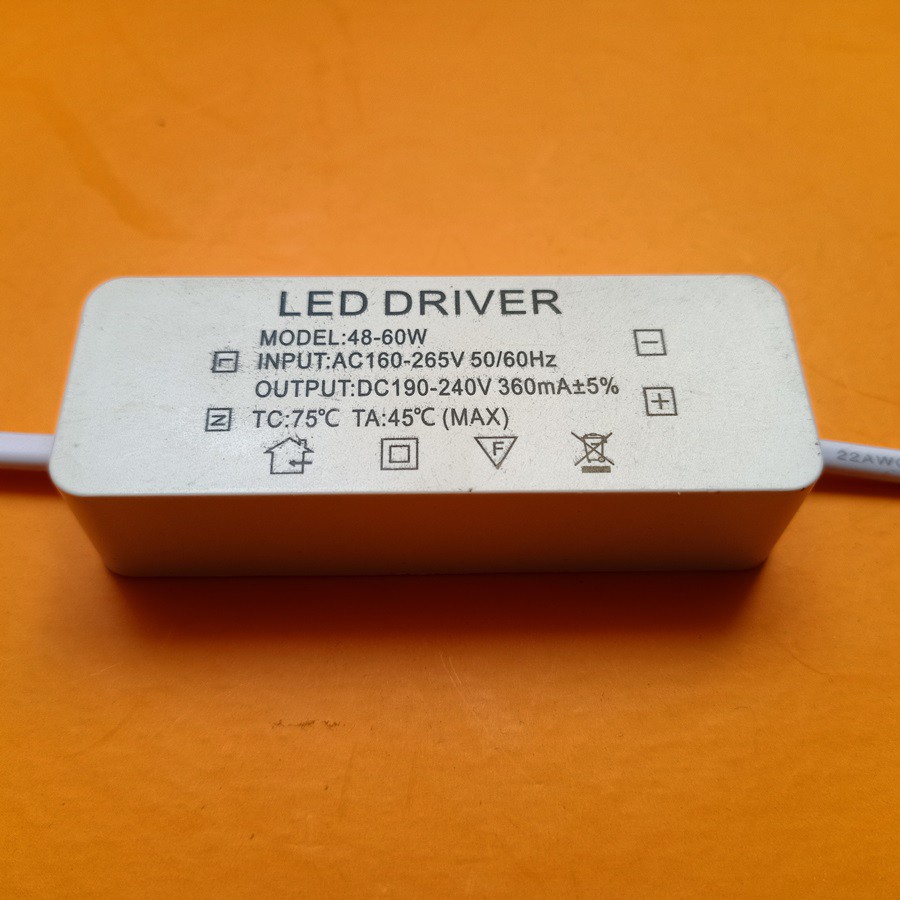 LED DRIVER
MODEL:48-60W
L INPUT:AC160-265V 50/60Hz
OUTPUT:DC190-240V 360mA±5%
N TC:75℃ TA:45℃ (MAX)
F
22AW